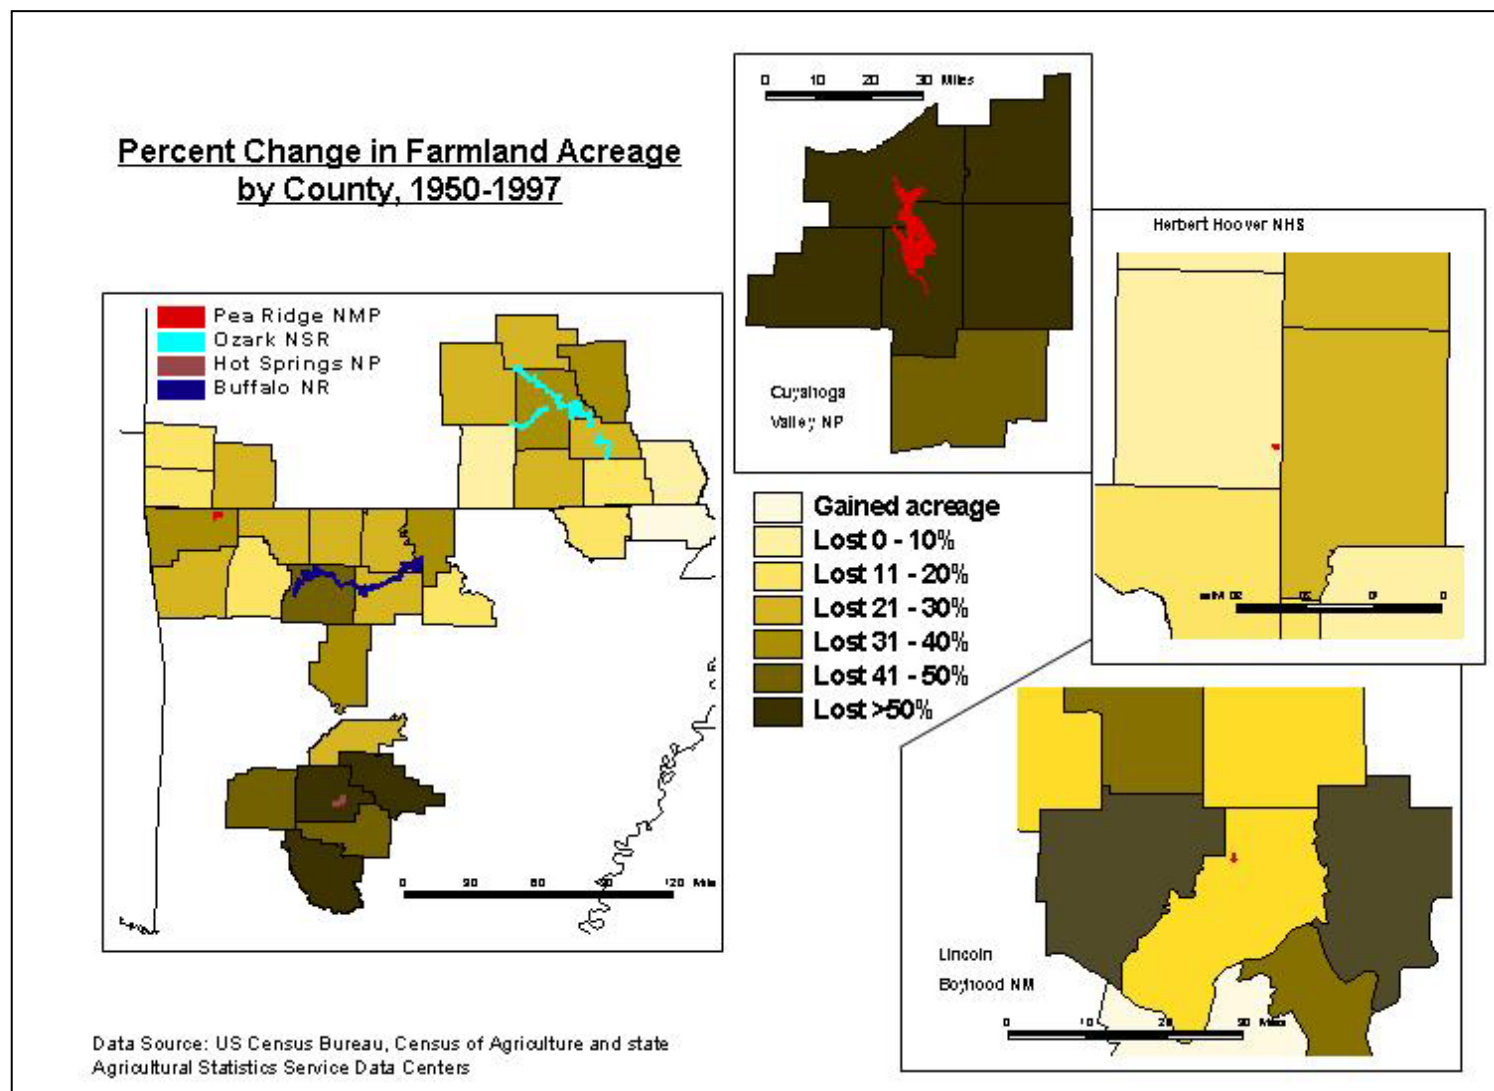 Percent Change in Farmland Acreage
by County, 1950-1997
0 10 20 30 Miles
Cuyahoga
Valley NP
Herbert Hoover NHS
0
Pea Ridge NMP
Ozark NSR
Hot Springs NP
Buffalo NR
0 30 60 90 120 Mile
Gained acreage
Lost 0 - 10%
Lost 11 - 20%
Lost 21 - 30%
Lost 31 - 40%
Lost 41 - 50%
Lost >50%
Lincoln
Boyhood NM
0 10 20 30 Miles
Data Source: US Census Bureau, Census of Agriculture and state
Agricultural Statistics Service Data Centers